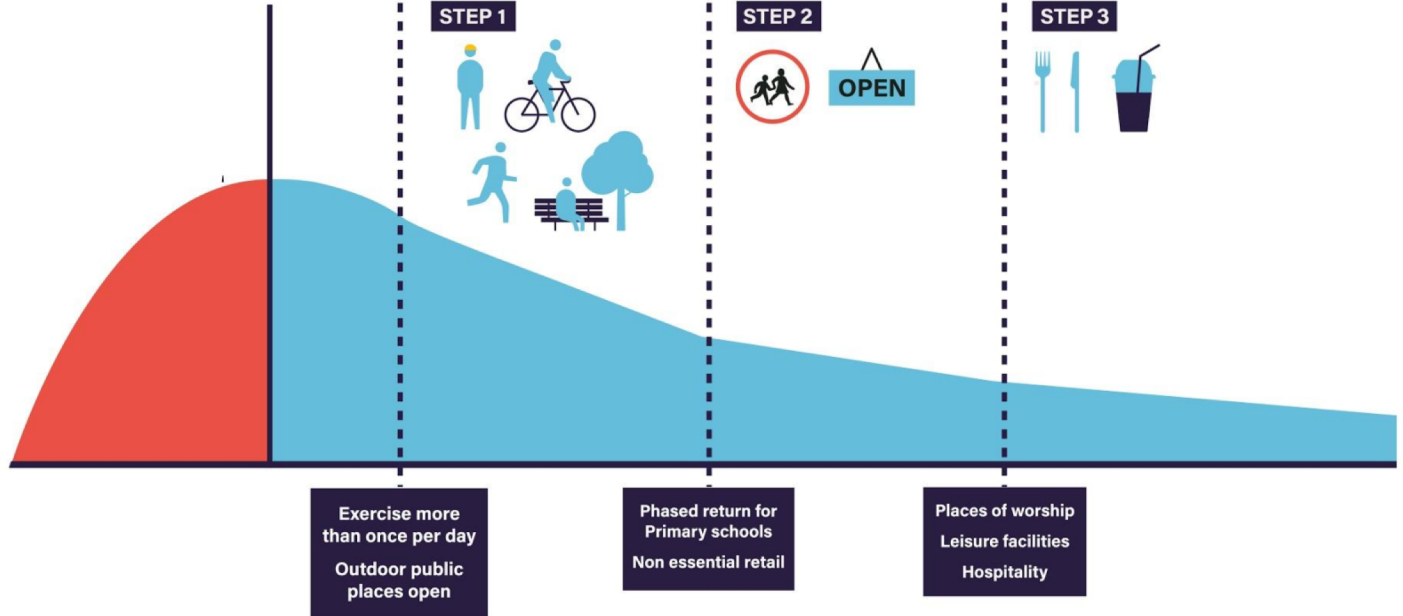 STEP 1
STEP 2
STEP 3
OPEN
Exercise more
than once per day
Outdoor public
places open
Phased return for
Primary schools
Non essential retail
Places of worship
Leisure facilities
Hospitality